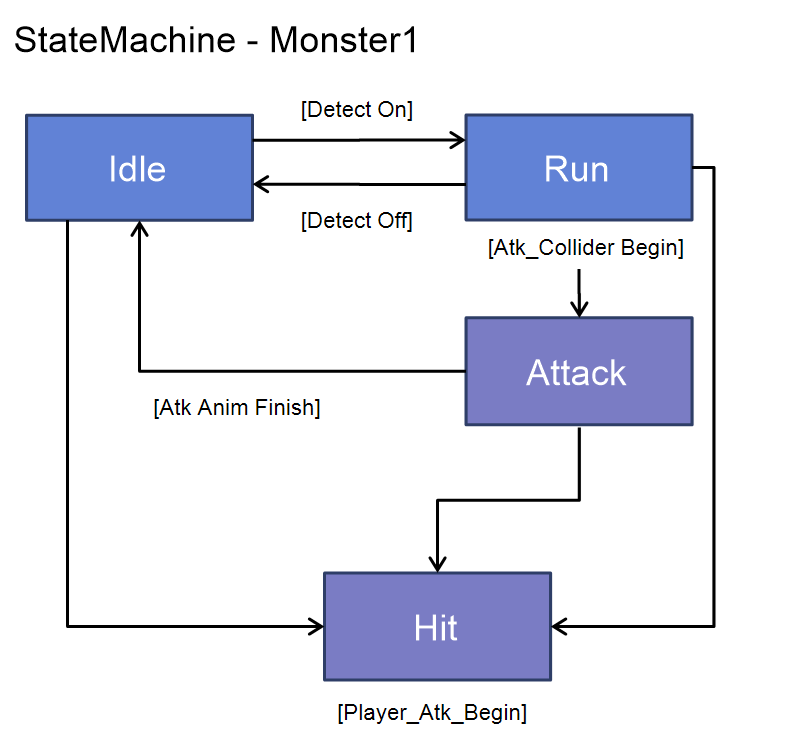 StateMachine - Monster1
[Detect On]
Idle
Run
[Detect Off]
[Atk_Collider Begin]
Attack
[Atk Anim Finish]
Hit
[Player_Atk_Begin]